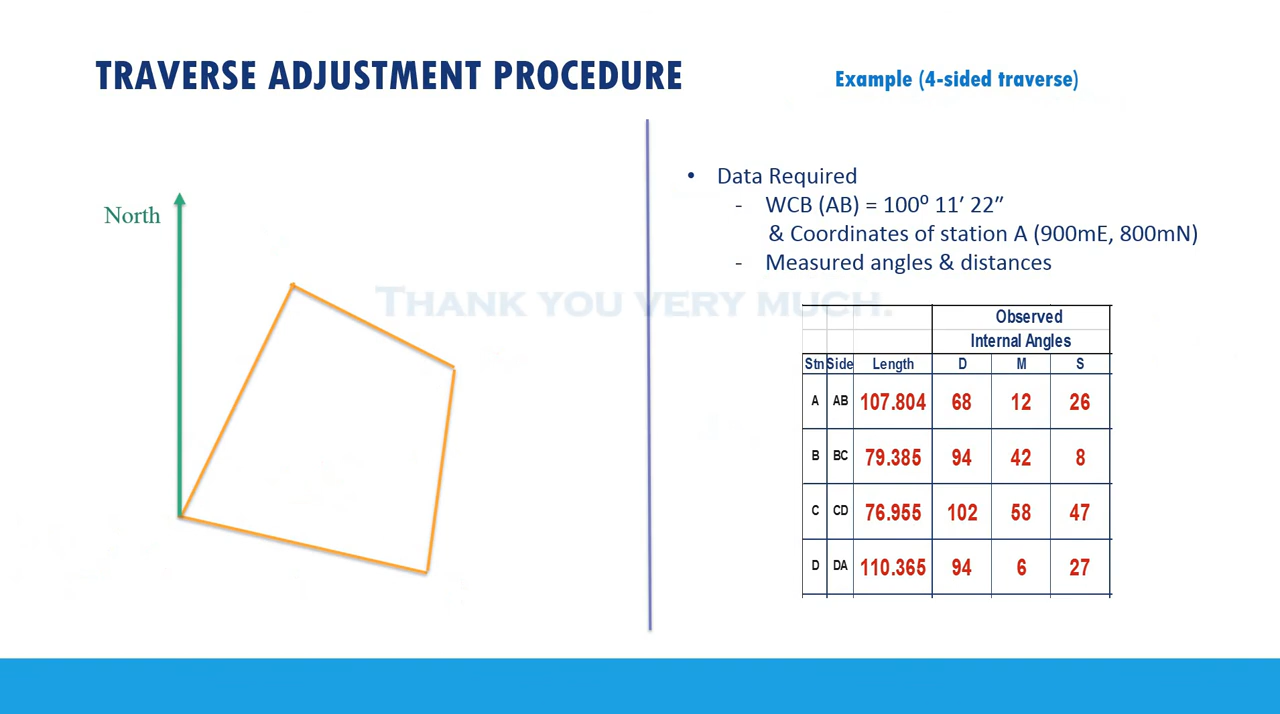 TRAVERSE ADJUSTMENT PROCEDURE
Example (4-sided traverse)
North
• Data Required
- WCB (AB) = 100⁰ 11′ 22″
& Coordinates of station A (900mE, 800mN)
- Measured angles & distances
THANK YOU VERY MUCH.
Observed
Internal Angles
Stn Side Length D M S
A AB 107.804 68 12 26
B BC 79.385 94 42 8
C CD 76.955 102 58 47
D DA 110.365 94 6 27